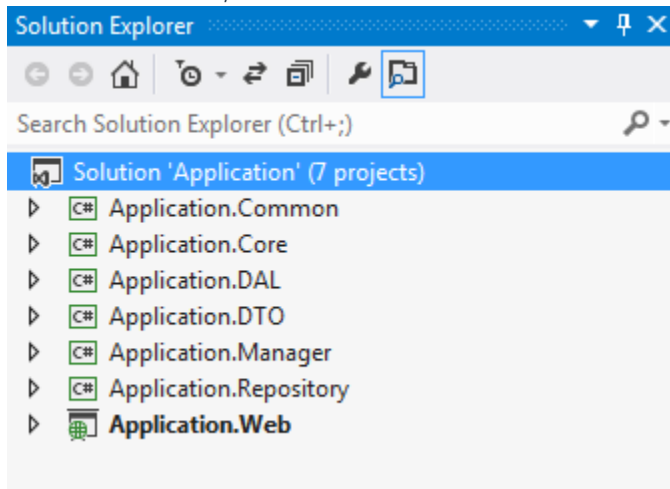 Solution Explorer
Search Solution Explorer (Ctrl+;)
Solution 'Application' (7 projects)
C# Application.Common
C# Application.Core
C# Application.DAL
C# Application.DTO
C# Application.Manager
C# Application.Repository
Application.Web